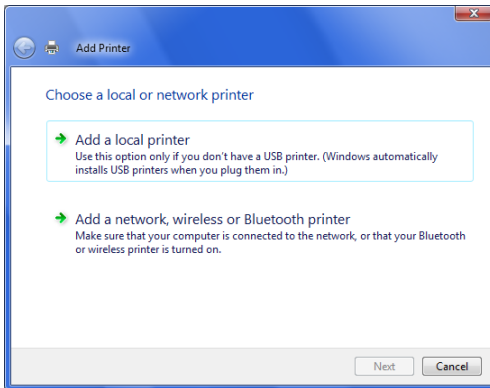 Add Printer
Choose a local or network printer
Add a local printer
Use this option only if you don't have a USB printer. (Windows automatically
installs USB printers when you plug them in.)
Add a network, wireless or Bluetooth printer
Make sure that your computer is connected to the network, or that your Bluetooth
or wireless printer is turned on.
Next Cancel